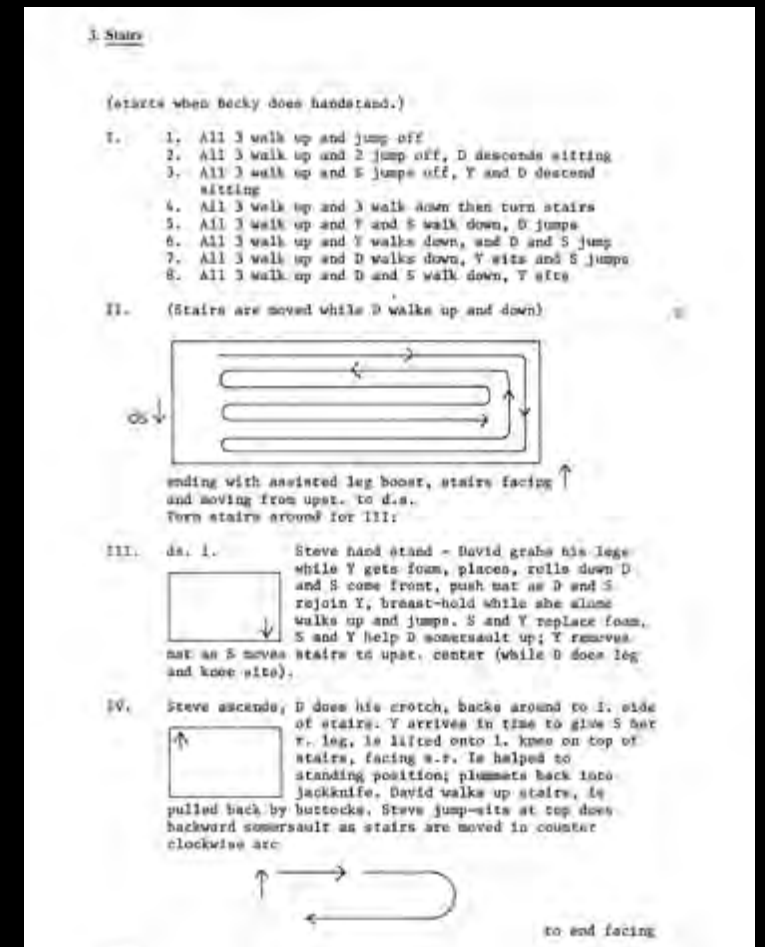 3. Stairs
(starts when Becky does handstand.)
I. 1. All 3 walk up and jump off
2. All 3 walk up and 2 jump off, D descends sitting
3. All 3 walk up and S jumps off, Y and D descend
sitting
4. All 3 walk up and 3 walk down then turn stairs
5. All 3 walk up and Y and S walk down, D jumps
6. All 3 walk up and Y walks down, and D and S jump
7. All 3 walk up and D walks down, Y sits and S jumps
8. All 3 walk up and D and S walk down, Y sits
II. (Stairs are moved while D walks up and down)
ds
ending with assisted leg boost, stairs facing
and moving from upst. to d.s.
Turn stairs around for III:
III. ds. l. Steve hand stand - David grabs his legs
while Y gets foam, places, rolls down D
and S come front, push mat as D and S
rejoin Y, breast-hold while she alone
walks up and jumps. S and Y replace foam,
S and Y help D somersault up; Y removes
mat as S moves stairs to upst. center (while D does leg
and knee sits).
IV. Steve ascends, D does his crotch, backs around to l. side
of stairs. Y arrives in time to give S her
r. leg, is lifted onto l. knee on top of
stairs, facing s.r. Is helped to
standing position; plummets back into
jackknife. David walks up stairs, is
pulled back by buttocks. Steve jump-sits at top does
backward somersault as stairs are moved in counter
clockwise arc
to end facing